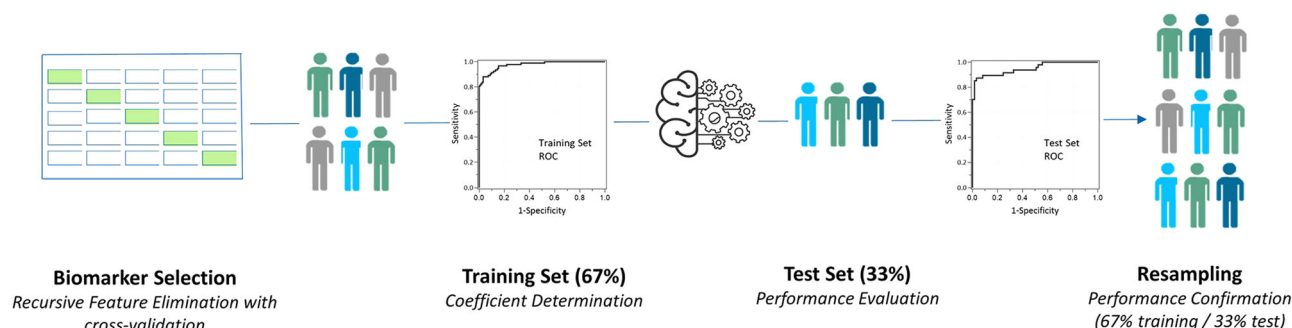 1.0
0.8
0.6
0.4
0.2
0.0
Sensitivity
Training Set
ROC
0.0 0.2 0.4 0.6 0.8 1.0
1-Specificity
1.0
0.8
0.6
0.4
0.2
0.0
Sensitivity
Test Set
ROC
0.0 0.2 0.4 0.6 0.8 1.0
1-Specificity
Biomarker Selection
Recursive Feature Elimination with
cross-validation
Training Set (67%)
Coefficient Determination
Test Set (33%)
Performance Evaluation
Resampling
Performance Confirmation
(67% training / 33% test)